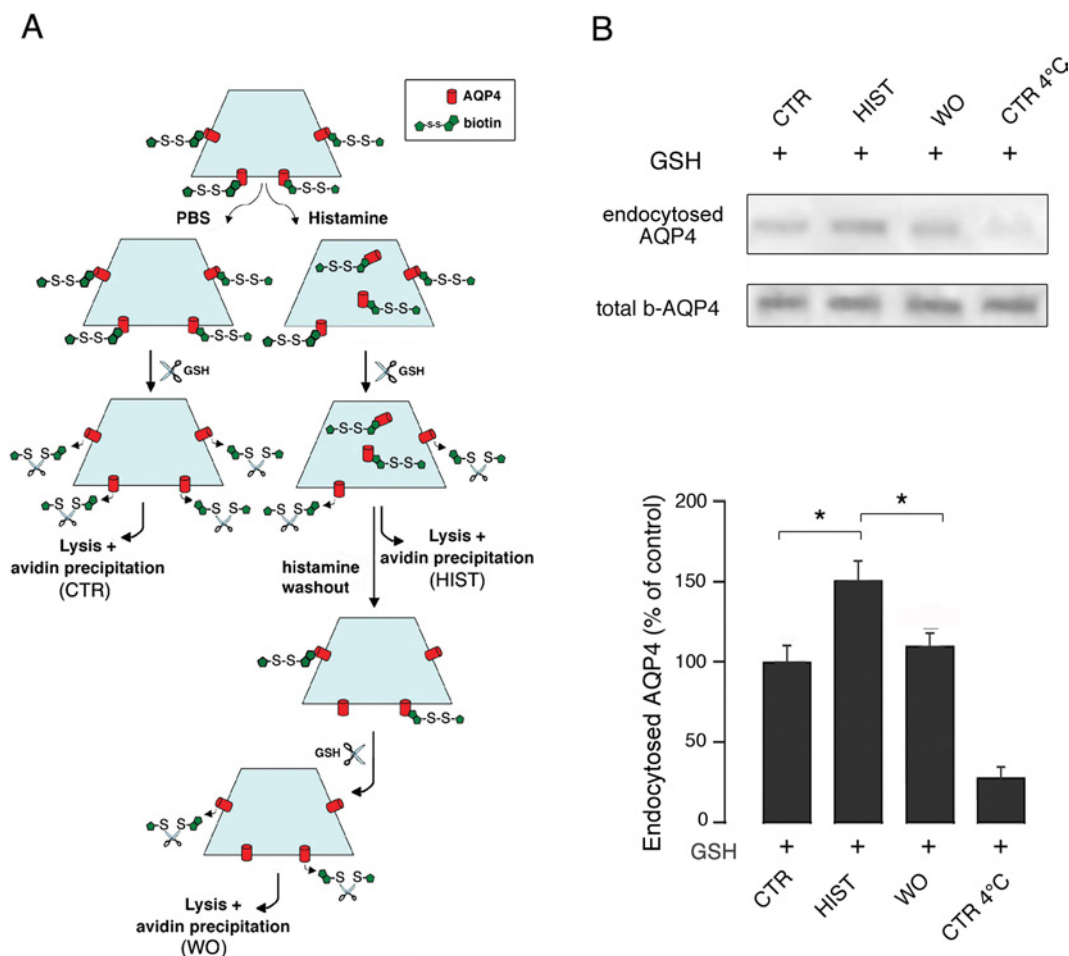 A
AQP4
S-S biotin
S-S
S-S
S-S
S-S
PBS
Histamine
S-S
S-S
S-S
S-S
S-S
S-S
S-S
S-S
GSH
GSH
S S
S S
S S
S S
S-S
S-S
S S
S S
Lysis +
avidin precipitation
(CTR)
histamine
washout
Lysis +
avidin precipitation
(HIST)
S-S
S-S
GSH
S S
S S
Lysis +
avidin precipitation
(WO)
B
CTR HIST WO CTR 4°C
GSH + + + +
endocytosed
AQP4
total b-AQP4
Endocytosed AQP4 (% of control)
200
150
100
50
0
* *
GSH + + + +
CTR HIST WO CTR 4°C